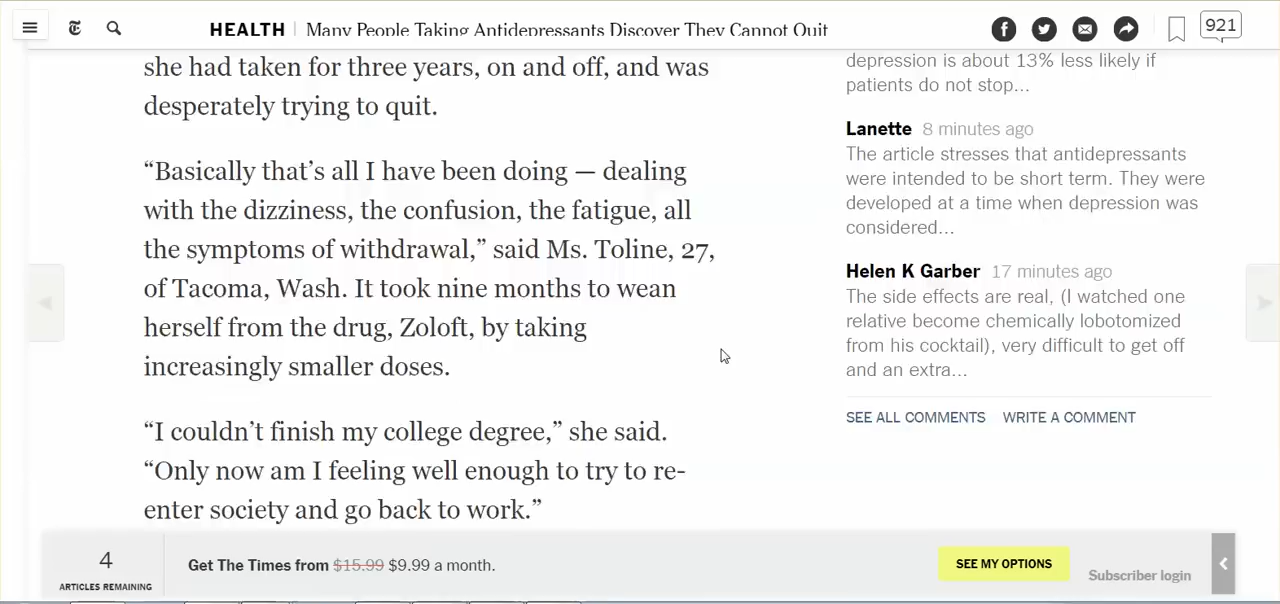 HEALTH | Many People Taking Antidepressants Discover They Cannot Quit
921
she had taken for three years, on and off, and was
desperately trying to quit.
“Basically that’s all I have been doing — dealing
with the dizziness, the confusion, the fatigue, all
the symptoms of withdrawal,” said Ms. Toline, 27,
of Tacoma, Wash. It took nine months to wean
herself from the drug, Zoloft, by taking
increasingly smaller doses.
“I couldn’t finish my college degree,” she said.
“Only now am I feeling well enough to try to re-
enter society and go back to work.”
depression is about 13% less likely if
patients do not stop...
Lanette 8 minutes ago
The article stresses that antidepressants
were intended to be short term. They were
developed at a time when depression was
considered...
Helen K Garber 17 minutes ago
The side effects are real, (I watched one
relative become chemically lobotomized
from his cocktail), very difficult to get off
and an extra...
SEE ALL COMMENTS WRITE A COMMENT
4
ARTICLES REMAINING
Get The Times from $15.99 $9.99 a month.
SEE MY OPTIONS
Subscriber login